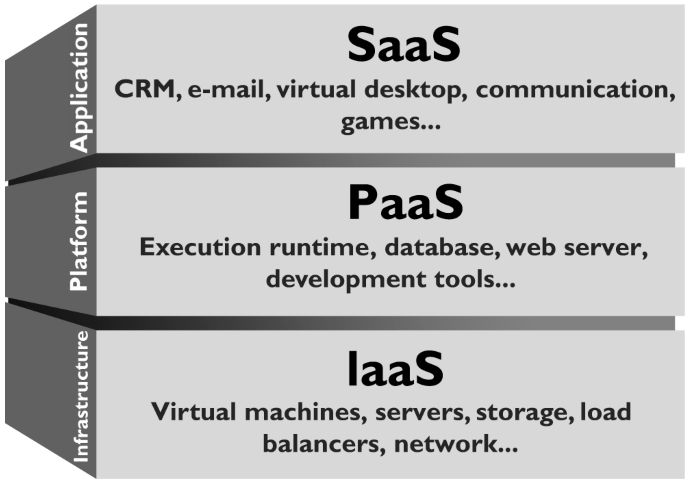 Application
SaaS
CRM, e-mail, virtual desktop, communication,
games...
Platform
PaaS
Execution runtime, database, web server,
development tools...
Infrastructure
IaaS
Virtual machines, servers, storage, load
balancers, network...